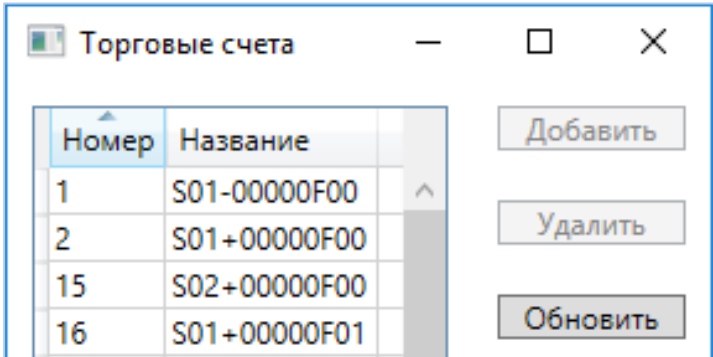 Торговые счета
Номер Название
1 S01-00000F00
2 S01+00000F00
15 S02+00000F00
16 S01+00000F01
Добавить
Удалить
Обновить